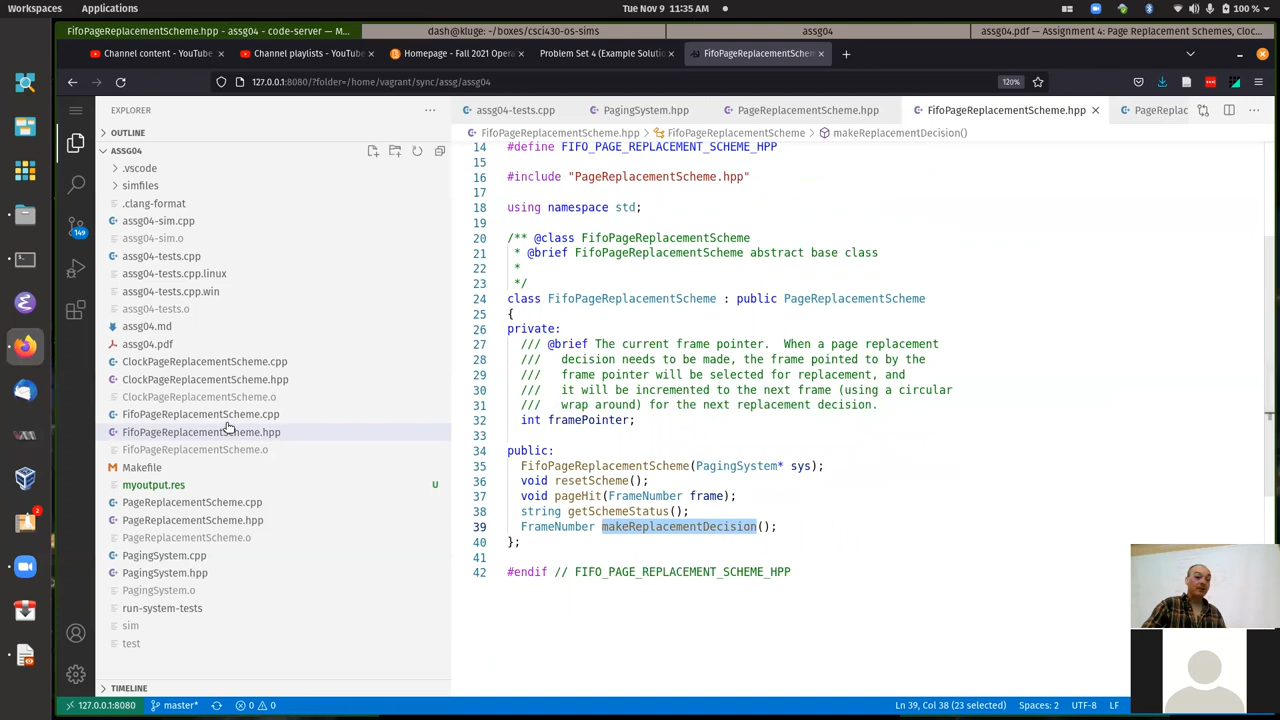 Workspaces
Applications
Tue Nov 9 11:35 AM
100 %
FifoPageReplacementScheme.hpp - assg04 - code-server — M...
dash@kluge: ~/boxes/csci430-os-sims
assg04
assg04.pdf — Assignment 4: Page Replacement Schemes, Cloc...
Channel content - YouTube
Channel playlists - YouTube
Homepage - Fall 2021 Opera
Problem Set 4 (Example Soluti
FifoPageReplacementSchem
127.0.0.1:8080/?folder=/home/vagrant/sync/assg/assg04
120%
EXPLORER
assg04-tests.cpp
PagingSystem.hpp
PageReplacementScheme.hpp
FifoPageReplacementScheme.hpp
PageReplac
OUTLINE
FifoPageReplacementScheme.hpp > FifoPageReplacementScheme > makeReplacementDecision()
ASSG04
.vscode
simfiles
.clang-format
assg04-sim.cpp
assg04-sim.o
assg04-tests.cpp
assg04-tests.cpp.linux
assg04-tests.cpp.win
assg04-tests.o
assg04.md
assg04.pdf
ClockPageReplacementScheme.cpp
ClockPageReplacementScheme.hpp
ClockPageReplacementScheme.o
FifoPageReplacementScheme.cpp
FifoPageReplacementScheme.hpp
FifoPageReplacementScheme.o
Makefile
myoutput.res U
PageReplacementScheme.cpp
PageReplacementScheme.hpp
PageReplacementScheme.o
PagingSystem.cpp
PagingSystem.hpp
PagingSystem.o
run-system-tests
sim
test
TIMELINE
149
2
14 #define FIFO_PAGE_REPLACEMENT_SCHEME_HPP
15
16 #include "PageReplacementScheme.hpp"
17
18 using namespace std;
19
20 /** @class FifoPageReplacementScheme
21 * @brief FifoPageReplacementScheme abstract base class
22 *
23 */
24 class FifoPageReplacementScheme : public PageReplacementScheme
25 {
26 private:
27 /// @brief The current frame pointer. When a page replacement
28 /// decision needs to be made, the frame pointed to by the
29 /// frame pointer will be selected for replacement, and
30 /// it will be incremented to the next frame (using a circular
31 /// wrap around) for the next replacement decision.
32 int framePointer;
33
34 public:
35 FifoPageReplacementScheme(PagingSystem* sys);
36 void resetScheme();
37 void pageHit(FrameNumber frame);
38 string getSchemeStatus();
39 FrameNumber makeReplacementDecision();
40 };
41
42 #endif // FIFO_PAGE_REPLACEMENT_SCHEME_HPP
127.0.0.1:8080
master*
0
0
Ln 39, Col 38 (23 selected)
Spaces: 2
UTF-8
LF